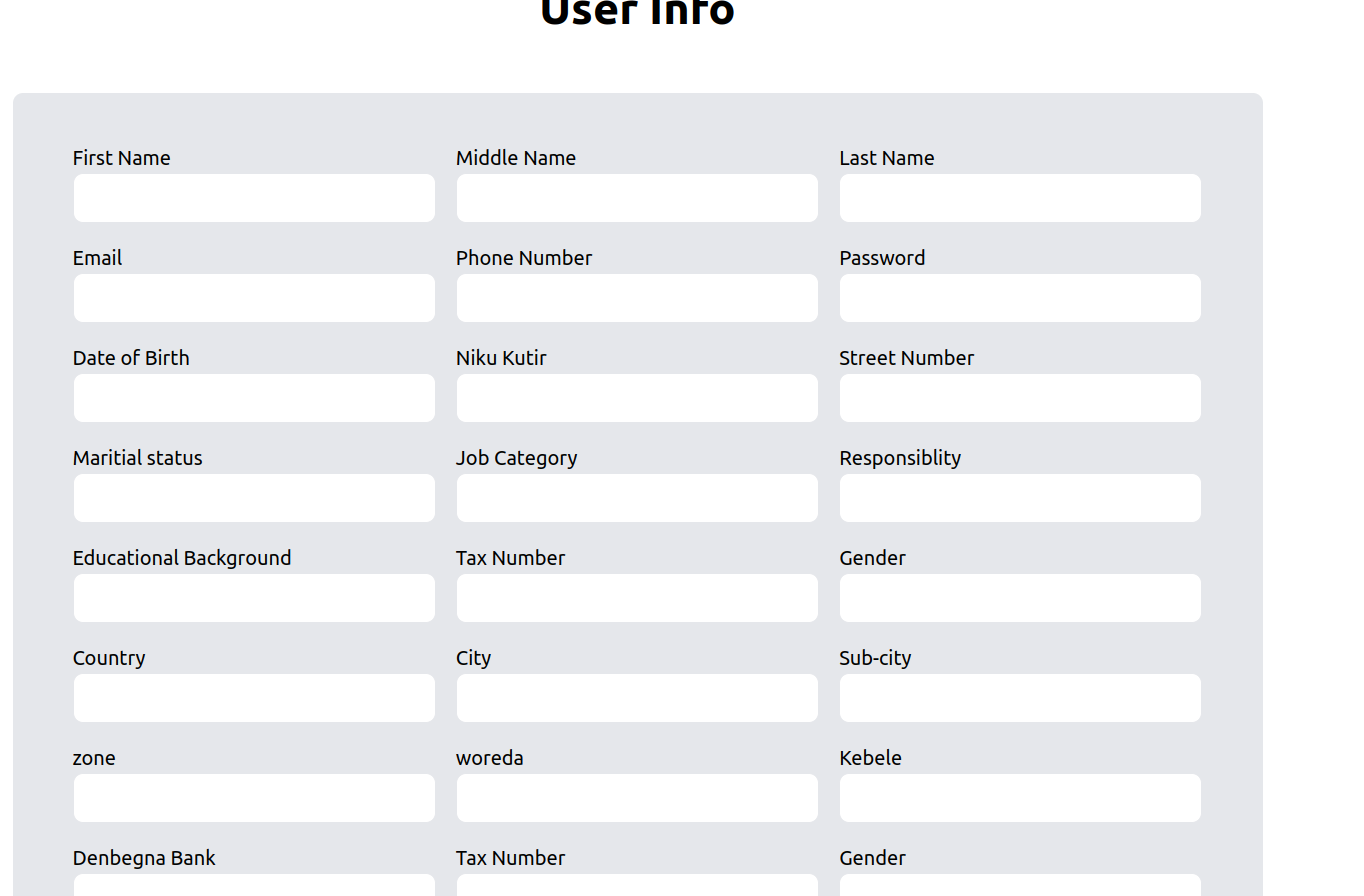 User Info
First Name Middle Name Last Name
Email Phone Number Password
Date of Birth Niku Kutir Street Number
Maritial status Job Category Responsiblity
Educational Background Tax Number Gender
Country City Sub-city
zone woreda Kebele
Denbegna Bank Tax Number Gender